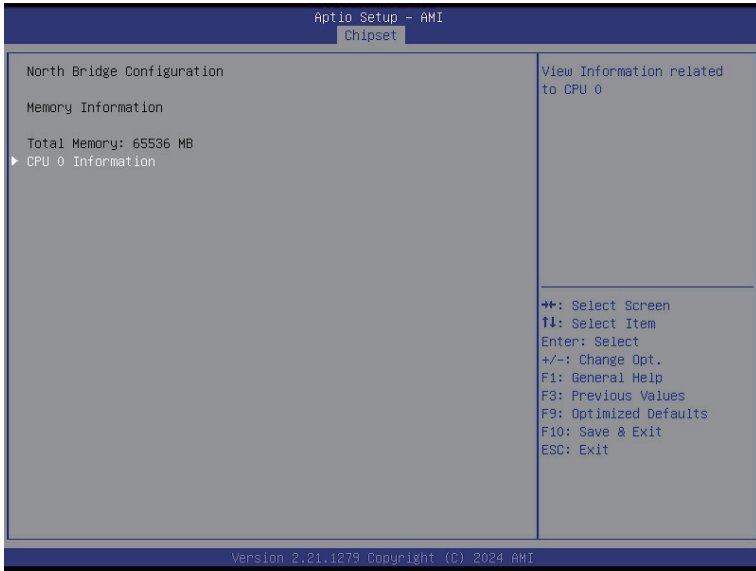 Aptio Setup – AMI
Chipset
North Bridge Configuration
Memory Information
Total Memory: 65536 MB
CPU 0 Information
View Information related
to CPU 0
→←: Select Screen
↑↓: Select Item
Enter: Select
+/-: Change Opt.
F1: General Help
F3: Previous Values
F9: Optimized Defaults
F10: Save & Exit
ESC: Exit
Version 2.21.1279 Copyright (C) 2024 AMI